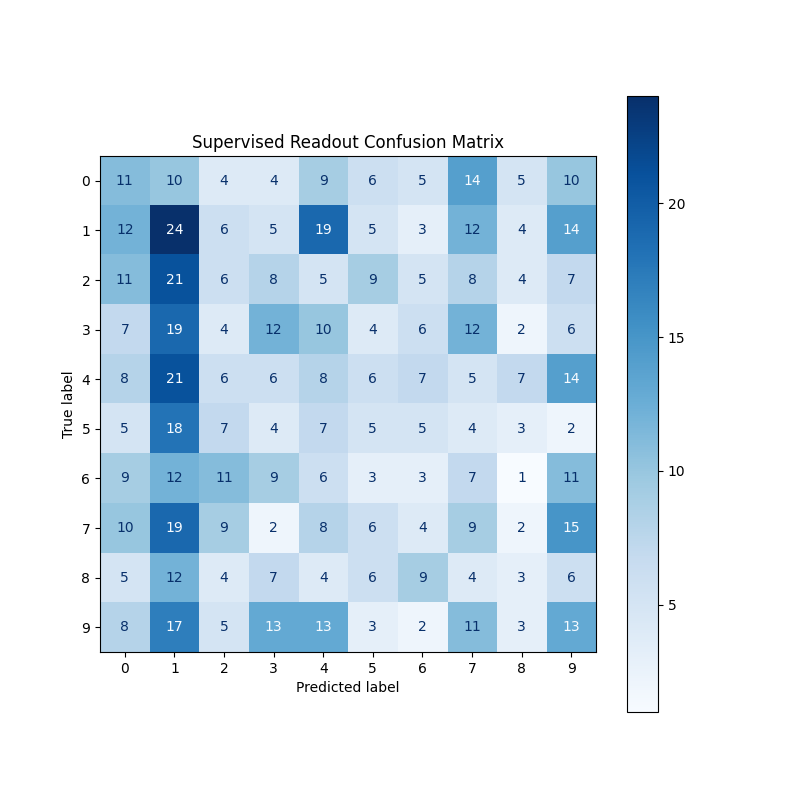 Supervised Readout Confusion Matrix
0 11 10 4 4 9 6 5 14 5 10
1 12 24 6 5 19 5 3 12 4 14
2 11 21 6 8 5 9 5 8 4 7
3 7 19 4 12 10 4 6 12 2 6
4 8 21 6 6 8 6 7 5 7 14
5 5 18 7 4 7 5 5 4 3 2
6 9 12 11 9 6 3 3 7 1 11
7 10 19 9 2 8 6 4 9 2 15
8 5 12 4 7 4 6 9 4 3 6
9 8 17 5 13 13 3 2 11 3 13
0 1 2 3 4 5 6 7 8 9
Predicted label
True label
20
15
10
5